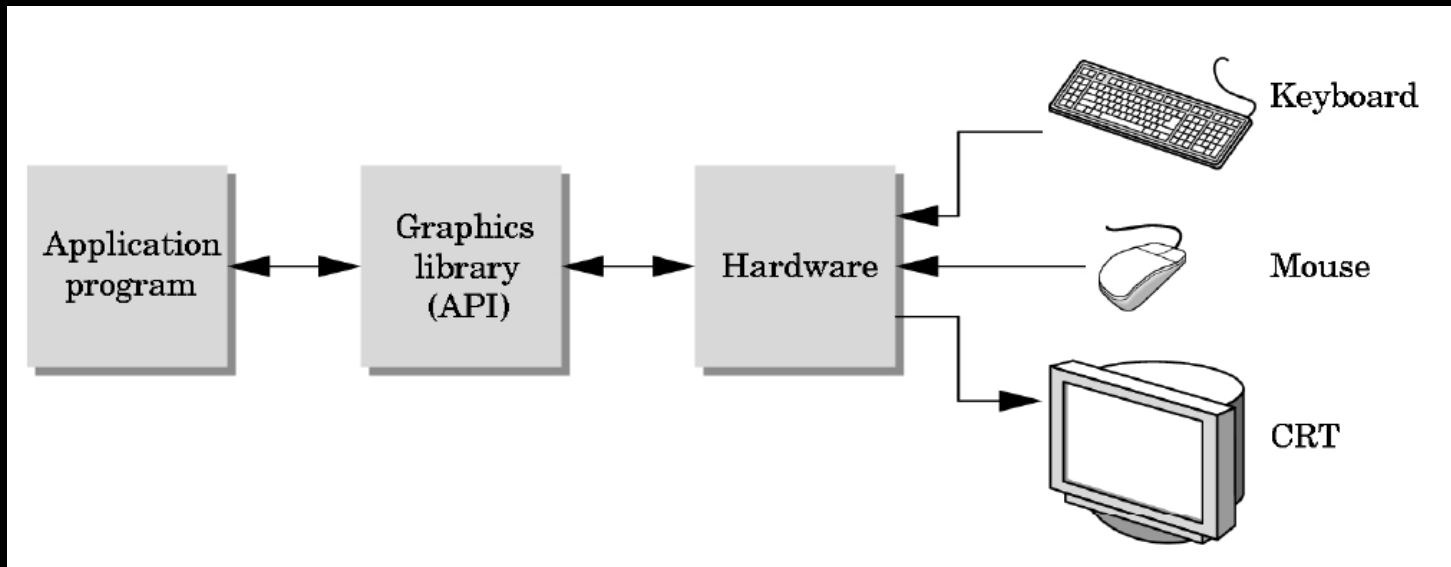 Application
program
Graphics
library
(API)
Hardware
Keyboard
Mouse
CRT